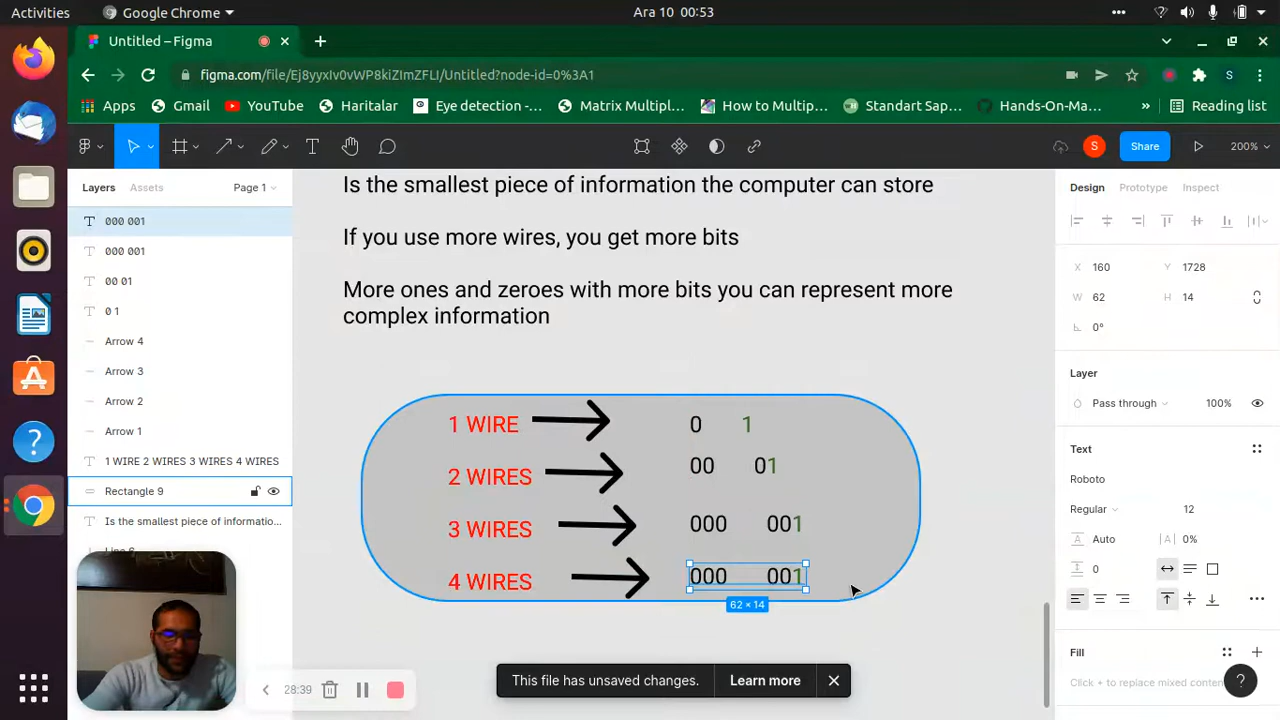 Activities
Google Chrome
Ara 10 00:53
Untitled – Figma
figma.com/file/Ej8yyxIv0vWP8kiZImZFLI/Untitled?node-id=0%3A1
S
Apps
Gmail
YouTube
Haritalar
Eye detection -...
Matrix Multipl...
How to Multip...
Standart Sap...
Hands-On-Ma...
»
Reading list
S
Share
200%
Layers
Assets
Page 1
000 001
000 001
00 01
0 1
Arrow 4
Arrow 3
Arrow 2
Arrow 1
1 WIRE 2 WIRES 3 WIRES 4 WIRES
Rectangle 9
Is the smallest piece of informatio...
28:39
Is the smallest piece of information the computer can store
If you use more wires, you get more bits
More ones and zeroes with more bits you can represent more
complex information
1 WIRE 0 1
2 WIRES 00 01
3 WIRES 000 001
4 WIRES 000 001
62 × 14
This file has unsaved changes.
Learn more
Design
Prototype
Inspect
X 160 Y 1728
W 62 H 14
0°
Layer
Pass through 100%
Text
Roboto
Regular 12
A Auto |A| 0%
0
Fill
Click + to replace mixed conten
?